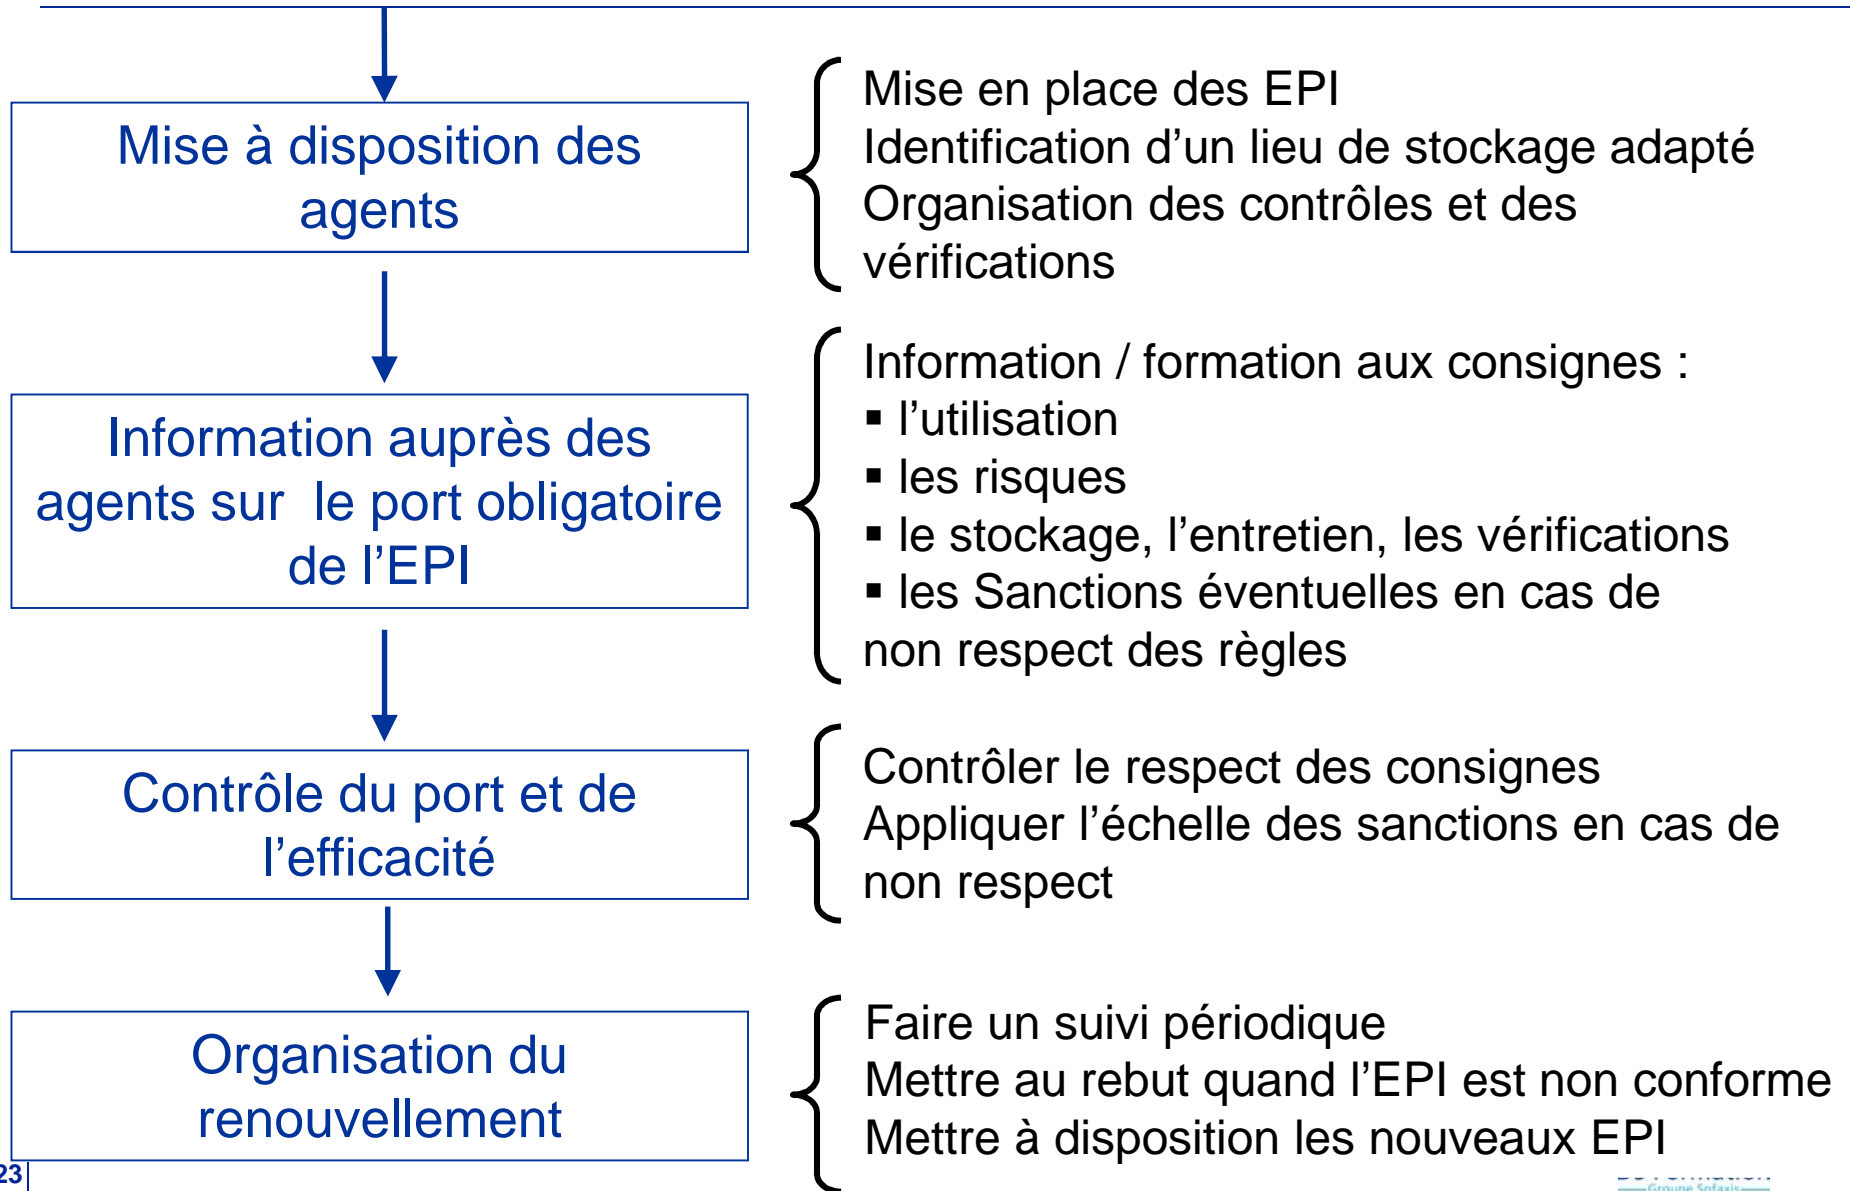 Mise à disposition des
agents
Mise en place des EPI
Identification d’un lieu de stockage adapté
Organisation des contrôles et des
vérifications
Information auprès des
agents sur  le port obligatoire
de l’EPI
Information / formation aux consignes :
▪ l’utilisation
▪ les risques
▪ le stockage, l’entretien, les vérifications
▪ les Sanctions éventuelles en cas de
non respect des règles
Contrôle du port et de
l’efficacité
Contrôler le respect des consignes
Appliquer l’échelle des sanctions en cas de
non respect
Organisation du
renouvellement
Faire un suivi périodique
Mettre au rebut quand l’EPI est non conforme
Mettre à disposition les nouveaux EPI
23
Groupe Sofaxis